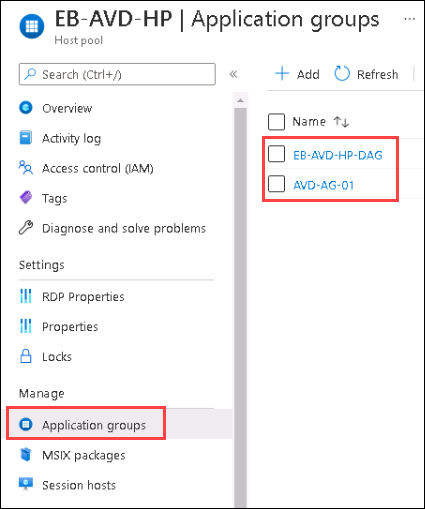 EB-AVD-HP | Application groups ...
Host pool
Search (Ctrl+/) «
Add Refresh
Overview
Activity log
Access control (IAM)
Tags
Diagnose and solve problems
Settings
RDP Properties
Properties
Locks
Manage
Application groups
MSIX packages
Session hosts
Name ↑↓
EB-AVD-HP-DAG
AVD-AG-01